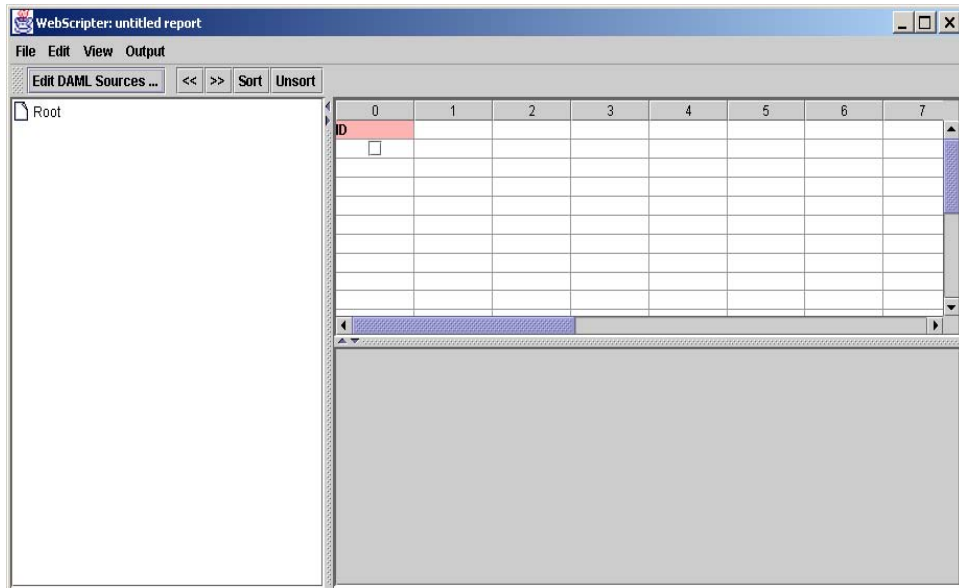 WebScripter: untitled report
File Edit View Output
Edit DAML Sources ... << >> Sort Unsort
Root
0 1 2 3 4 5 6 7
ID